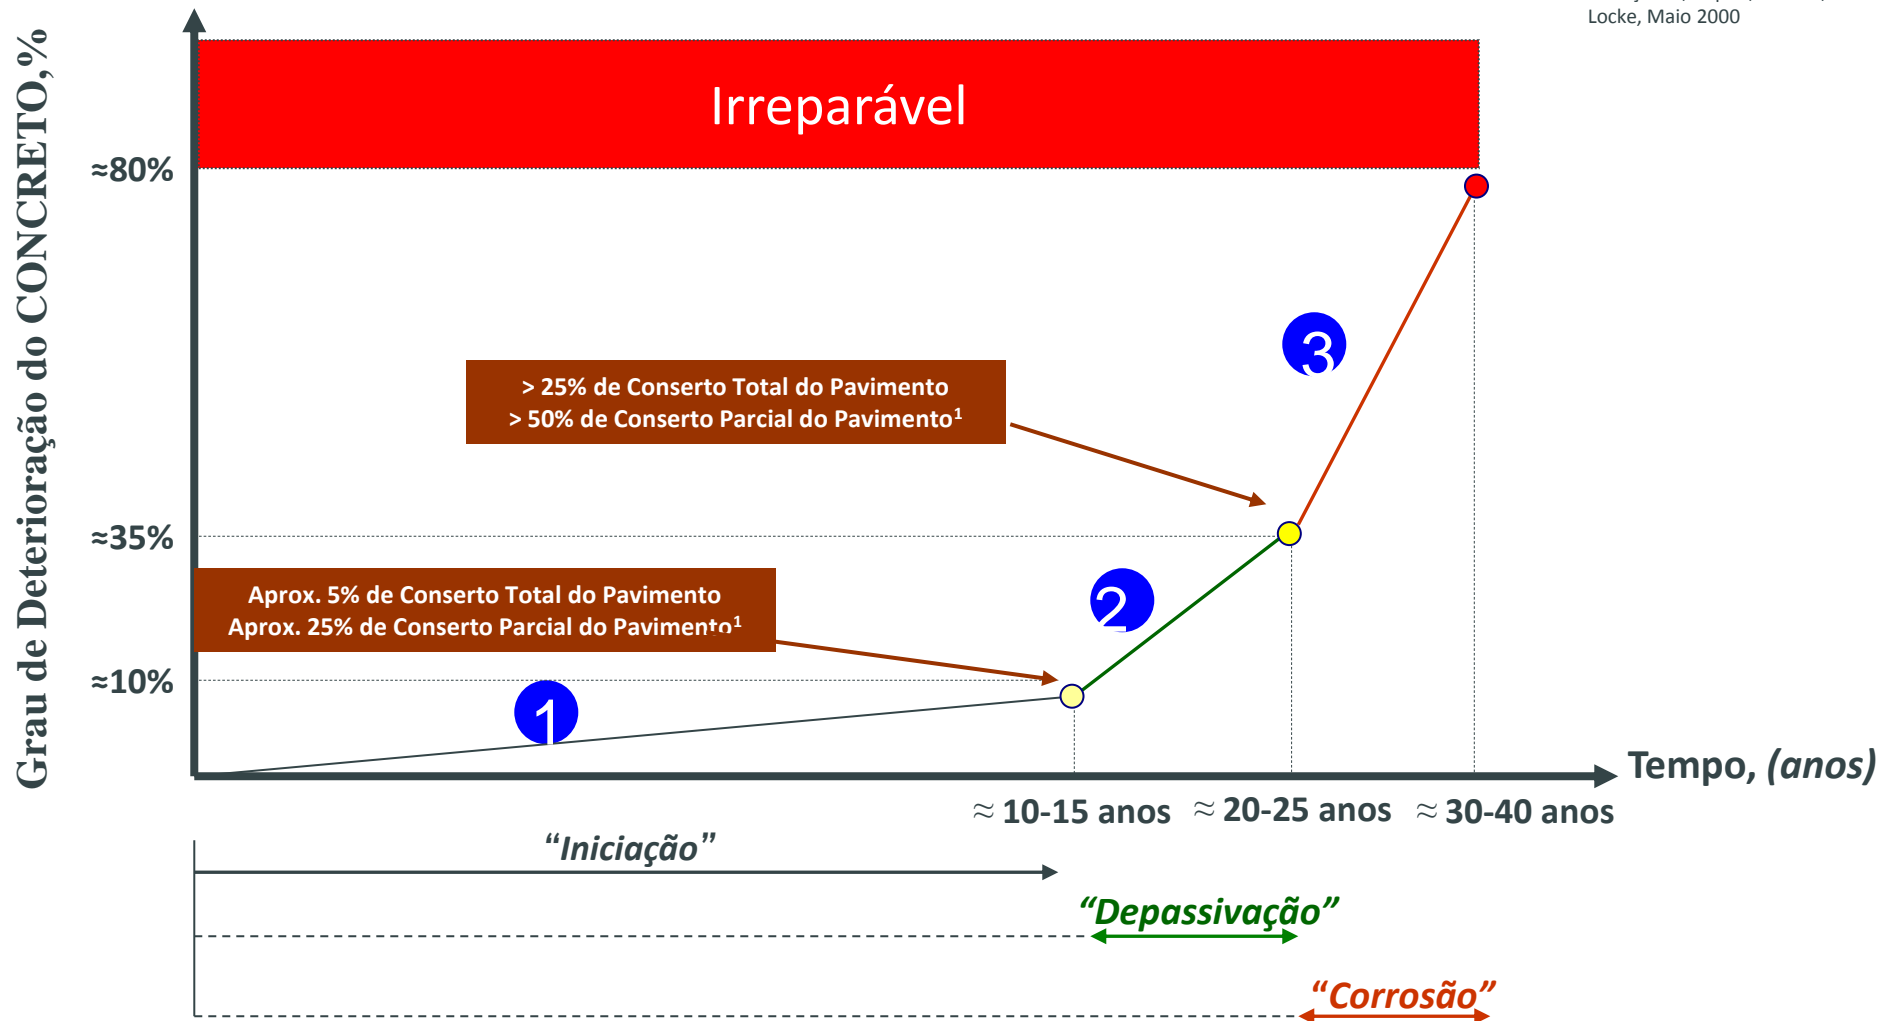 Locke, Maio 2000
Grau de Deterioração do CONCRETO,%
Irreparável
≈80%
3
> 25% de Conserto Total do Pavimento
> 50% de Conserto Parcial do Pavimento¹
≈35%
2
Aprox. 5% de Conserto Total do Pavimento
Aprox. 25% de Conserto Parcial do Pavimento¹
≈10%
1
Tempo, (anos)
≈ 10-15 anos ≈ 20-25 anos ≈ 30-40 anos
“Iniciação”
“Depassivação”
“Corrosão”